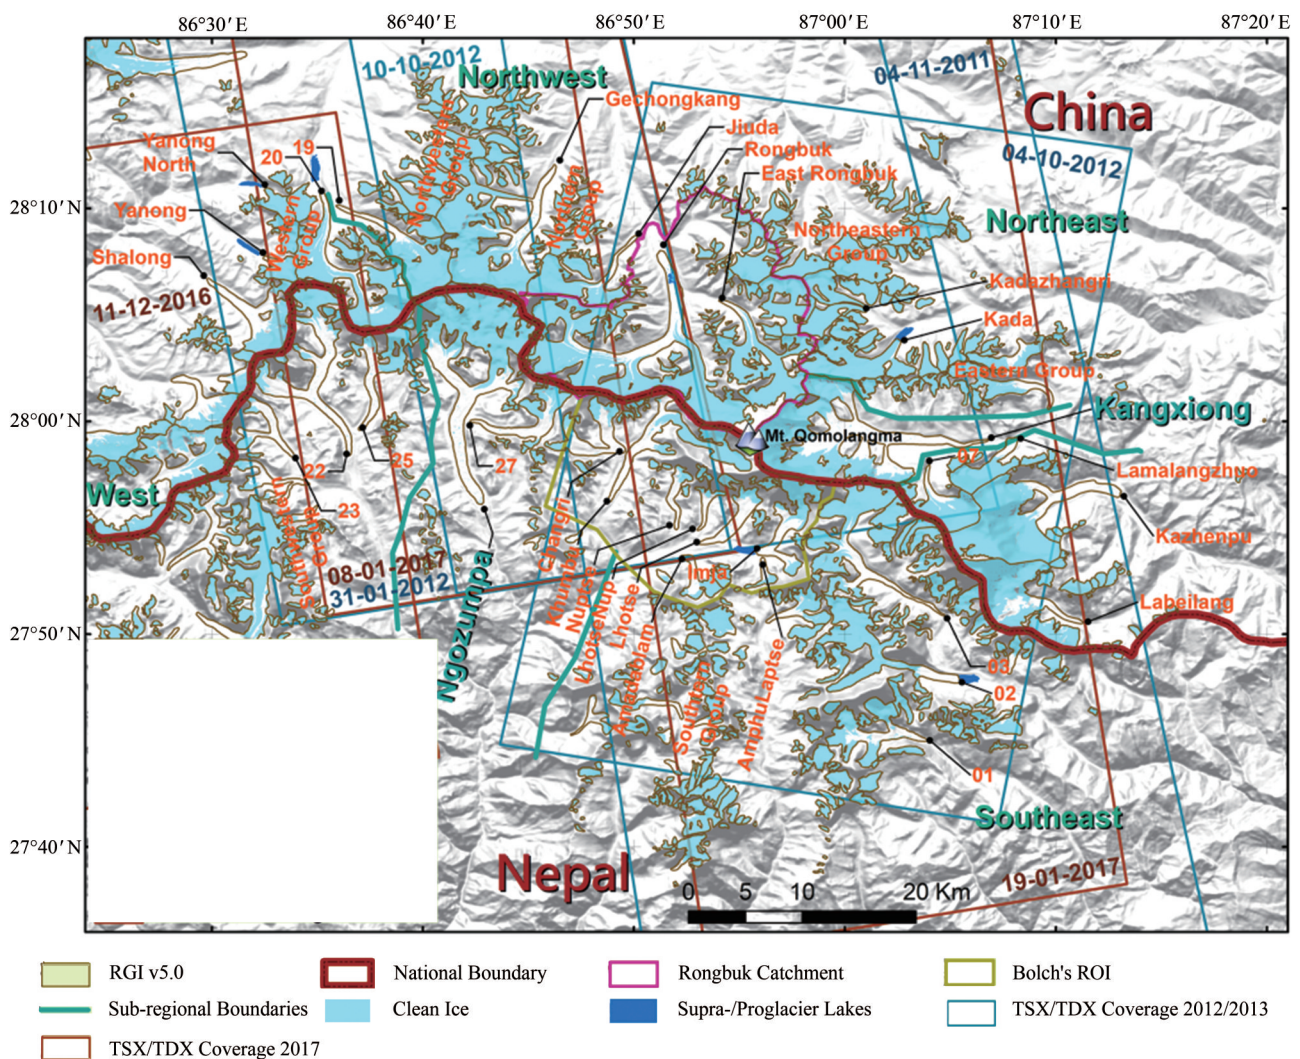 86°30′ E
86°40′ E
86°50′ E
87°00′ E
87°10′ E
87°20′ E
10-10-2012
Northwest
04-11-2011
China
Gechongkang
Yanong
North
20
19
Northwestern
Group
Jiuda
Rongbuk
04-10-2012
East Rongbuk
28°10′ N
Yanong
Western
Group
Northern
Group
Northeastern
Group
Northeast
Shalong
Kadazhangri
11-12-2016
Kada
Eastern Group
28°00′ N
Kangxiong
Mt. Qomolangma
West
22
25
27
07
Lamalangzhuo
23
Southwestern
Group
Kazhenpu
Changri
Khumbu
Nuptse
LhotseNup
Lhotse
Ambdablam
Imja
AmphuLaptse
08-01-2017
31-01-2012
Labeilang
27°50′ N
Ngozumpa
03
02
Southern
Group
01
Southeast
27°40′ N
Nepal
19-01-2017
0
5
10
20 Km
RGI v5.0
National Boundary
Rongbuk Catchment
Bolch's ROI
Sub-regional Boundaries
Clean Ice
Supra-/Proglacier Lakes
TSX/TDX Coverage 2012/2013
TSX/TDX Coverage 2017